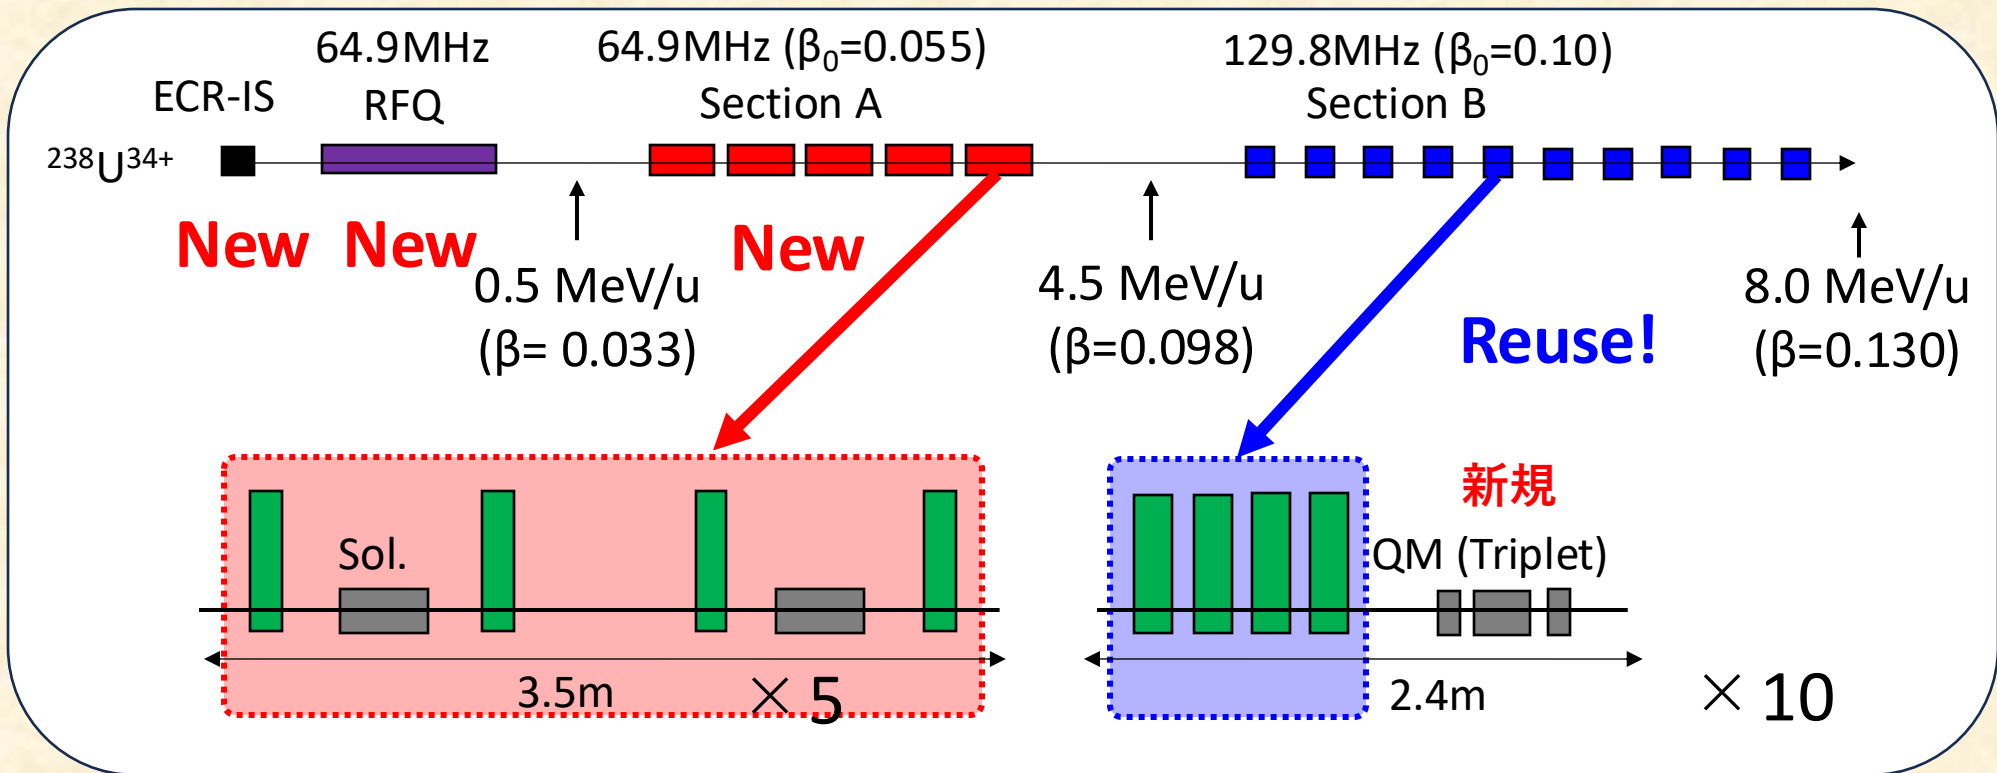 64.9MHz
RFQ
64.9MHz (β₀=0.055)
Section A
129.8MHz (β₀=0.10)
Section B
ECR-IS
²³⁸U³⁴⁺
New
New
New
0.5 MeV/u
(β= 0.033)
4.5 MeV/u
(β=0.098)
Reuse!
8.0 MeV/u
(β=0.130)
Sol.
3.5m
× 5
新規
QM (Triplet)
2.4m
× 10